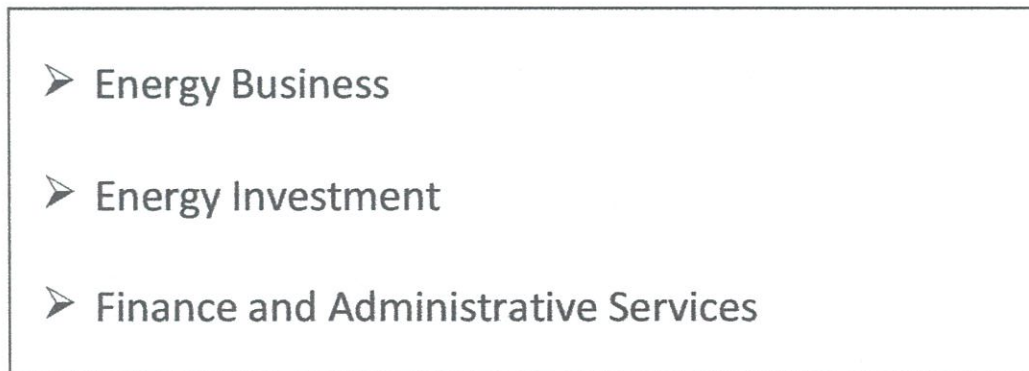 ➢ Energy Business
➢ Energy Investment
➢ Finance and Administrative Services